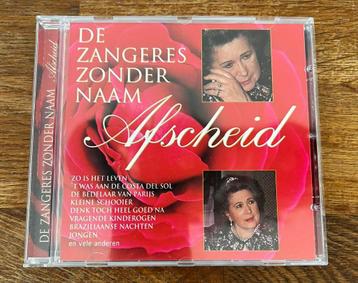 DE
ZANGERES
ZONDER
NAAM
Afscheid
ZO IS HET LEVEN
'T WAS AAN DE COSTA DEL SOL
DE BEDELAAR VAN PARIJS
KLEINE SCHOOIER
DENK TOCH HEEL GOED NA
VRAGENDE KINDEROGEN
BRAZILIAANSE NACHTEN
JONGEN
en vele anderen
DE ZANGERES ZONDER NAAM Afscheid